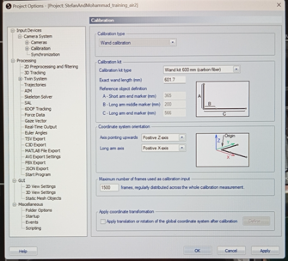 Project Options - (Project: StefanAndMohammad_training_
Input Devices
Camera System
Cameras
Calibration
Synchronization
Processing
2D Preprocessing and filtering
3D Tracking
Twin System
Trajectories
AIM
Skeleton Solver
SAL
6DOF Tracking
Force Data
Gaze Vector
Real-Time Output
Euler Angles
TSV Export
C3D Export
MATLAB File Export
AVI Export Settings
FBX Export
JSON Export
Start Program
GUI
2D View Settings
3D View Settings
Static Mesh Objects
Miscellaneous
Folder Options
Startup
Events
Scripting
Calibration
Calibration type
Wand calibration
Calibration kit
Calibration kit type
Wand kit 600 mm (carbon fiber)
Exact wand length (mm)
601.7
Reference object definition
A - Short arm end marker (mm)
B - Long arm middle marker (mm)
C - Long arm end marker (mm)
A
B
C
Coordinate system orientation
Axis pointing upwards
Positive Z-axis
Long arm axis
Positive X-axis
Origin
Maximum number of frames used as calibration input
1500
frames, regularly distributed across the whole calibration measurement.
Apply coordinate transformation
Apply translation or rotation of the global coordinate system after calibration:
Help
OK
Cancel
Apply